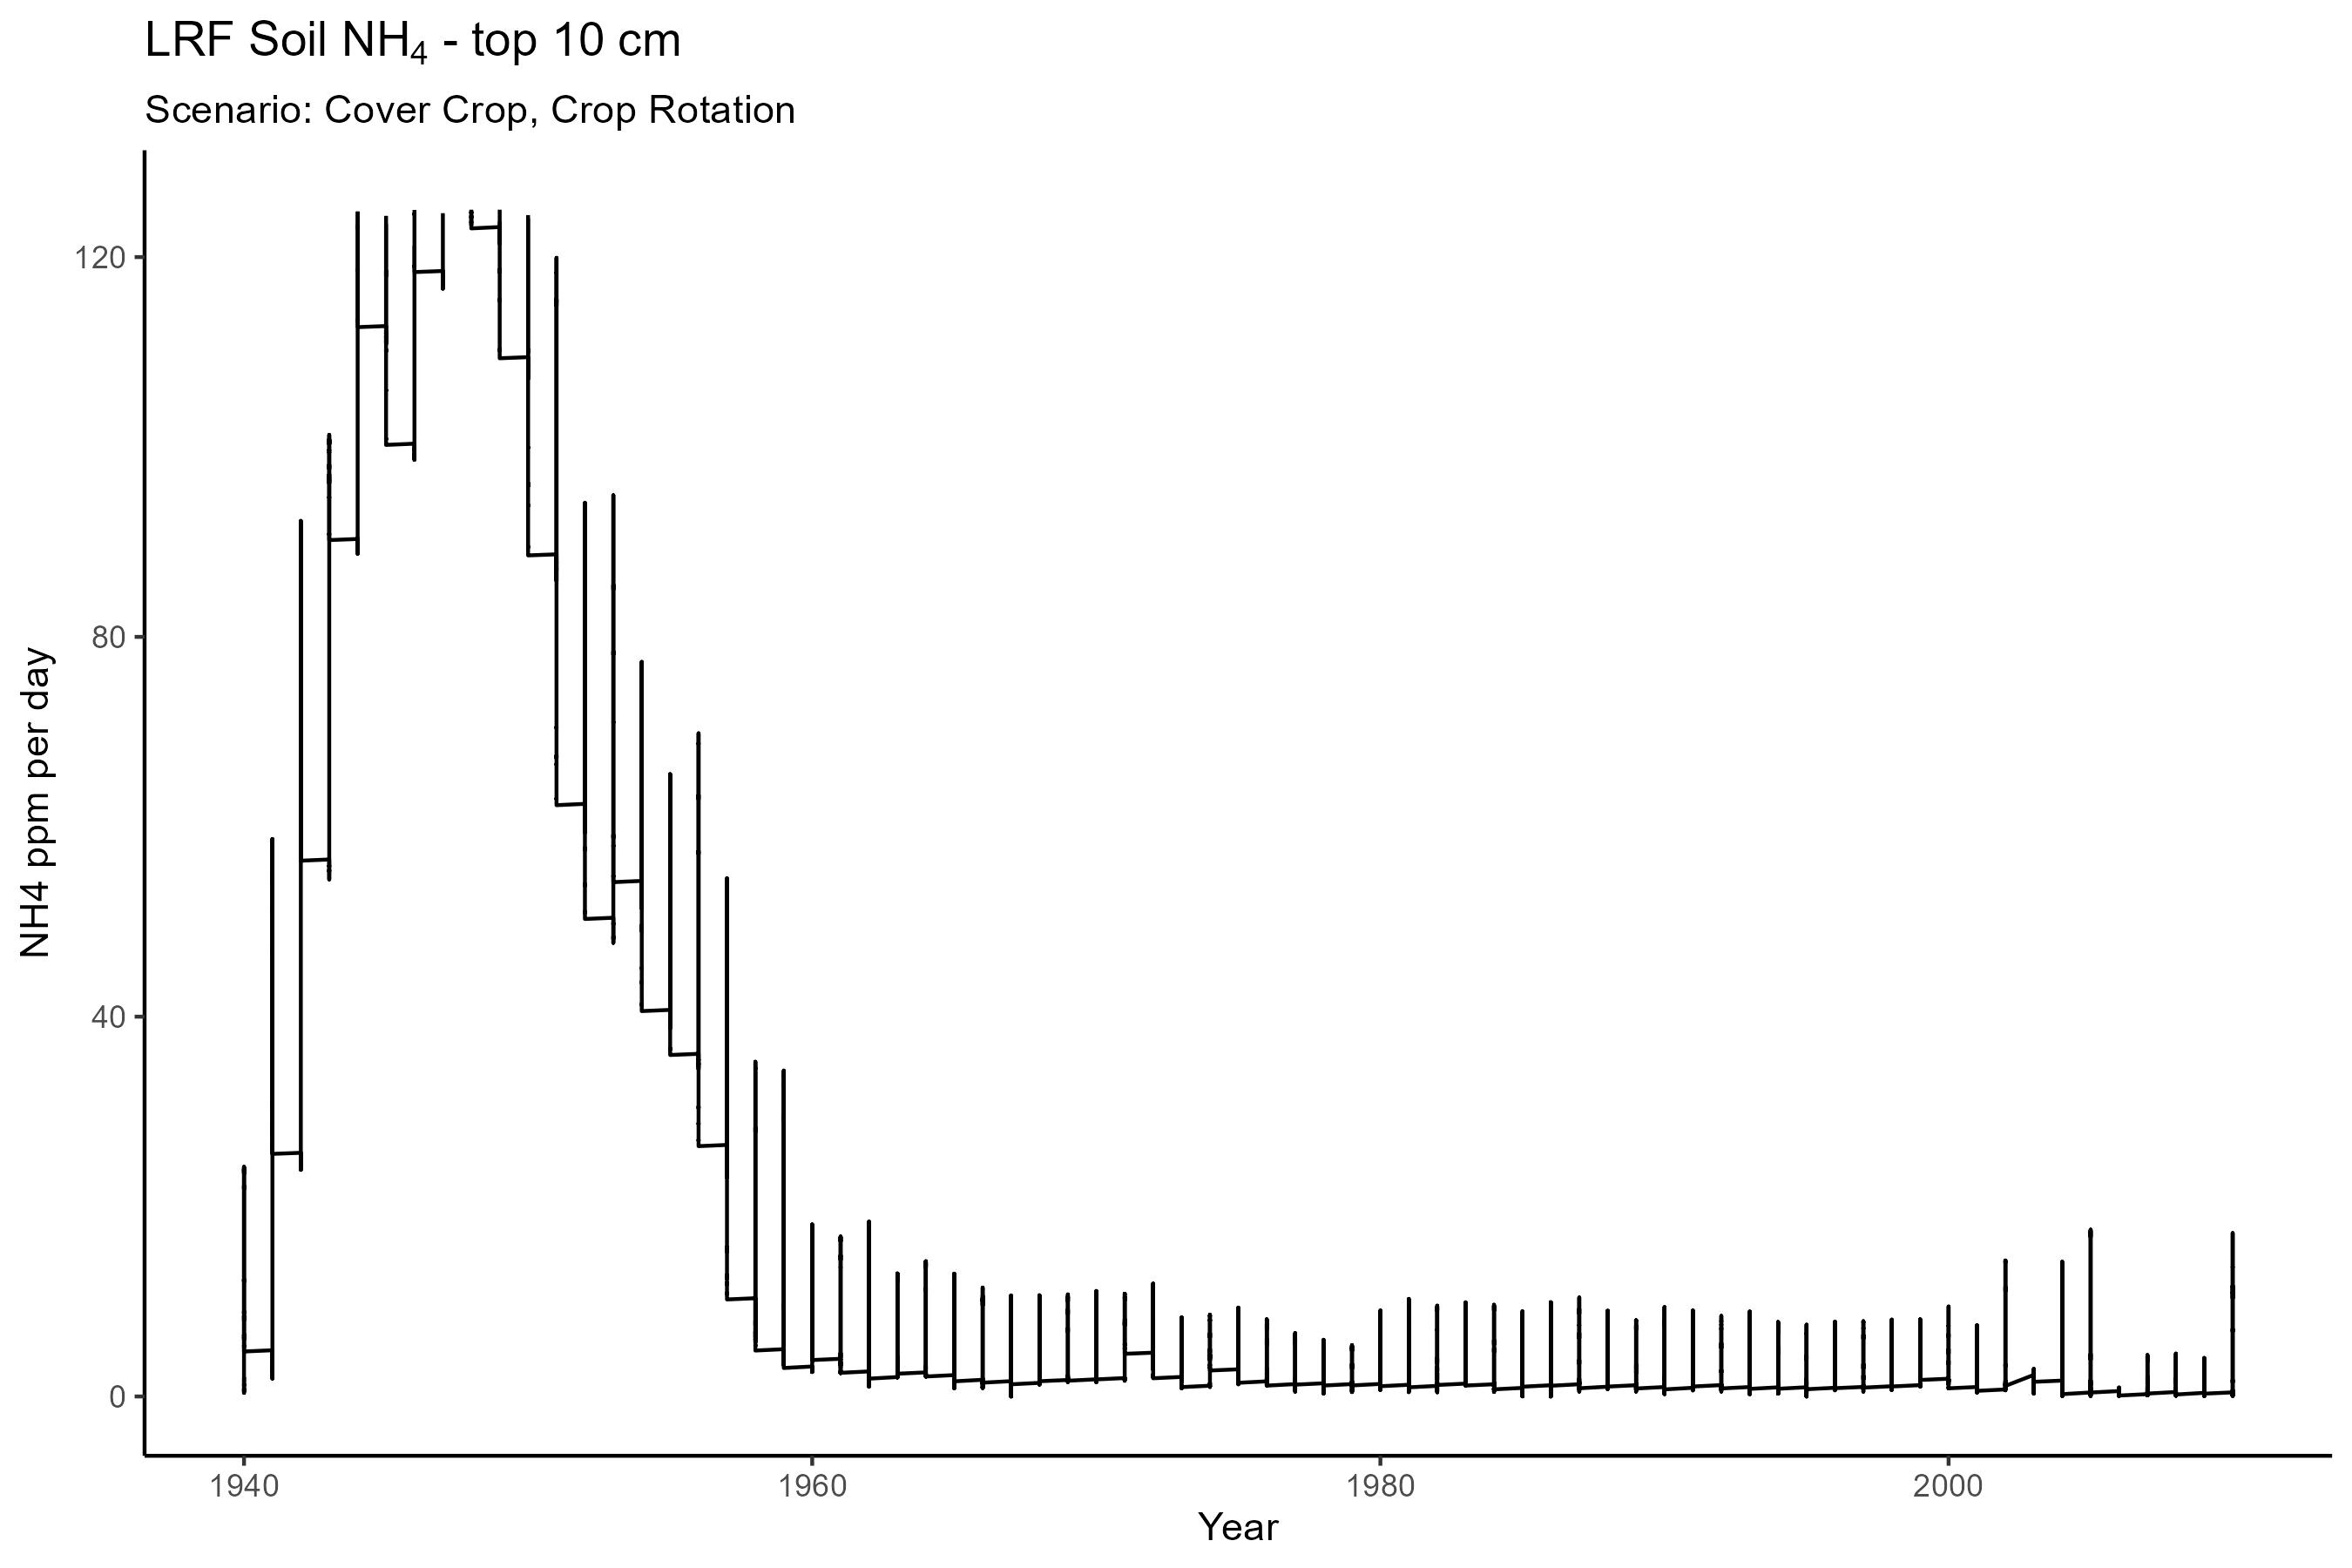 LRF Soil NH₄ - top 10 cm
Scenario: Cover Crop, Crop Rotation
NH4 ppm per day
120
80
40
0
1940 1960 1980 2000
Year